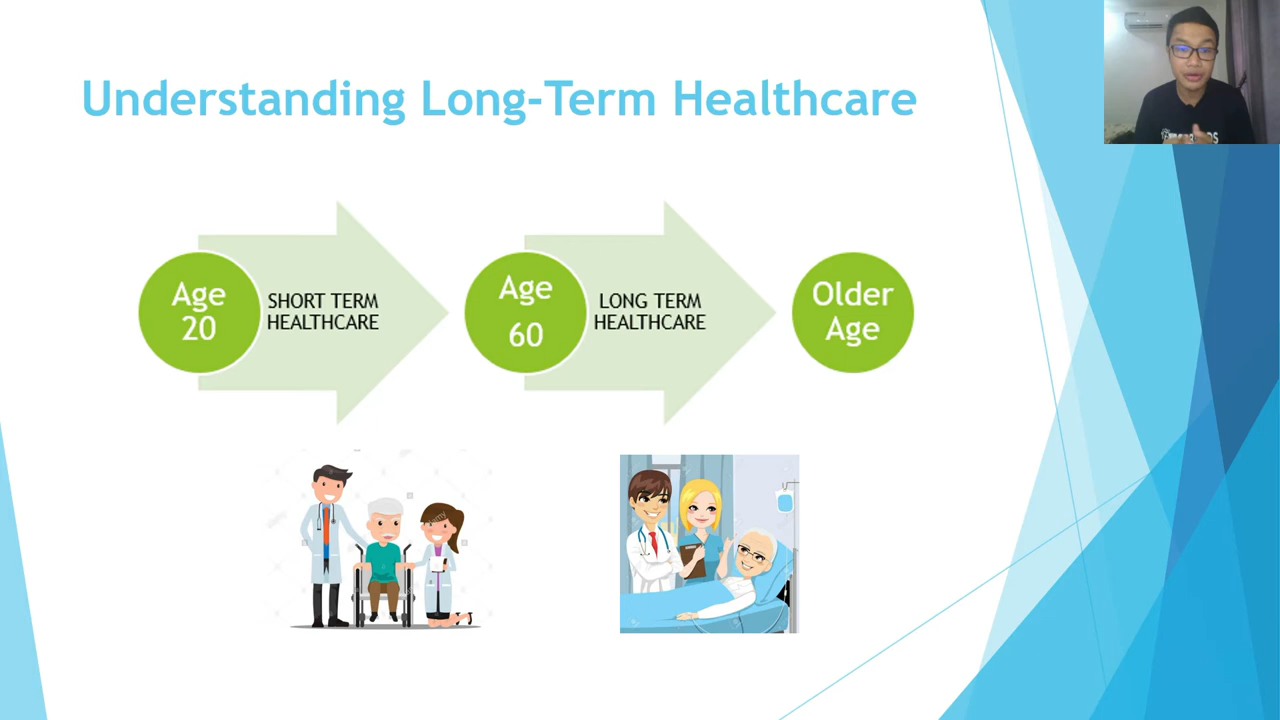 Understanding Long-Term Healthcare
Age
20
SHORT TERM
HEALTHCARE
Age
60
LONG TERM
HEALTHCARE
Older
Age